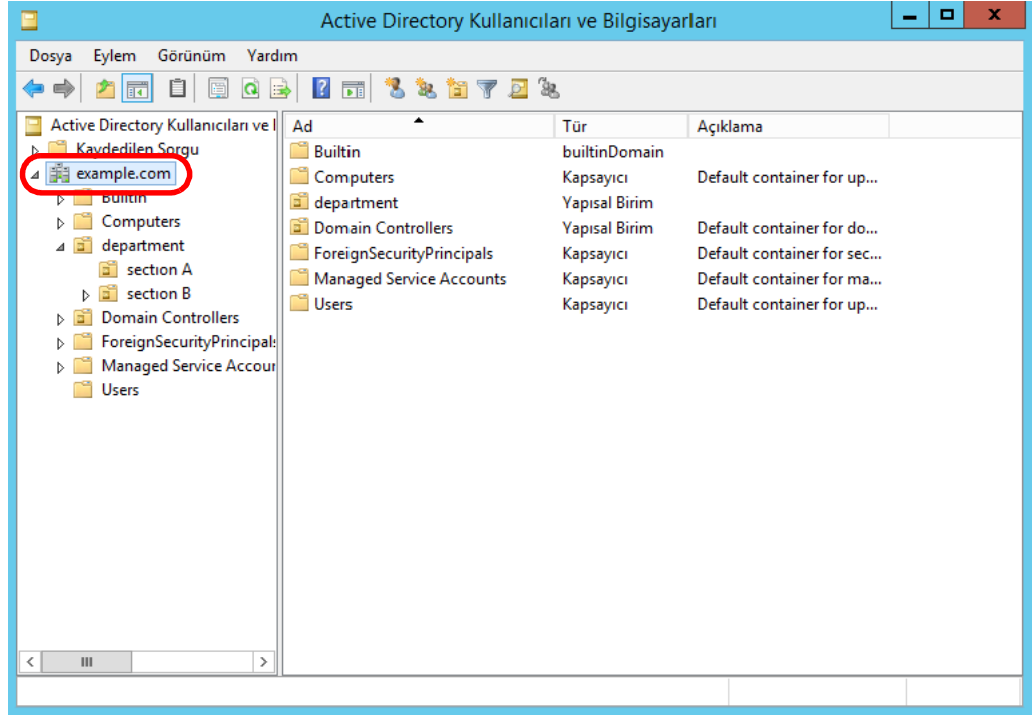 Active Directory Kullanıcıları ve Bilgisayarları
Dosya Eylem Görünüm Yardım
Active Directory Kullanıcıları ve
Kaydedilen Sorgu
example.com
Builtin
Computers
department
sectıon A
sectıon B
Domain Controllers
ForeignSecurityPrincipal
Managed Service Accour
Users
Ad Tür Açıklama
Builtin builtinDomain
Computers Kapsayıcı Default container for up...
department Yapısal Birim
Domain Controllers Yapısal Birim Default container for do...
ForeignSecurityPrincipals Kapsayıcı Default container for sec...
Managed Service Accounts Kapsayıcı Default container for ma...
Users Kapsayıcı Default container for up...